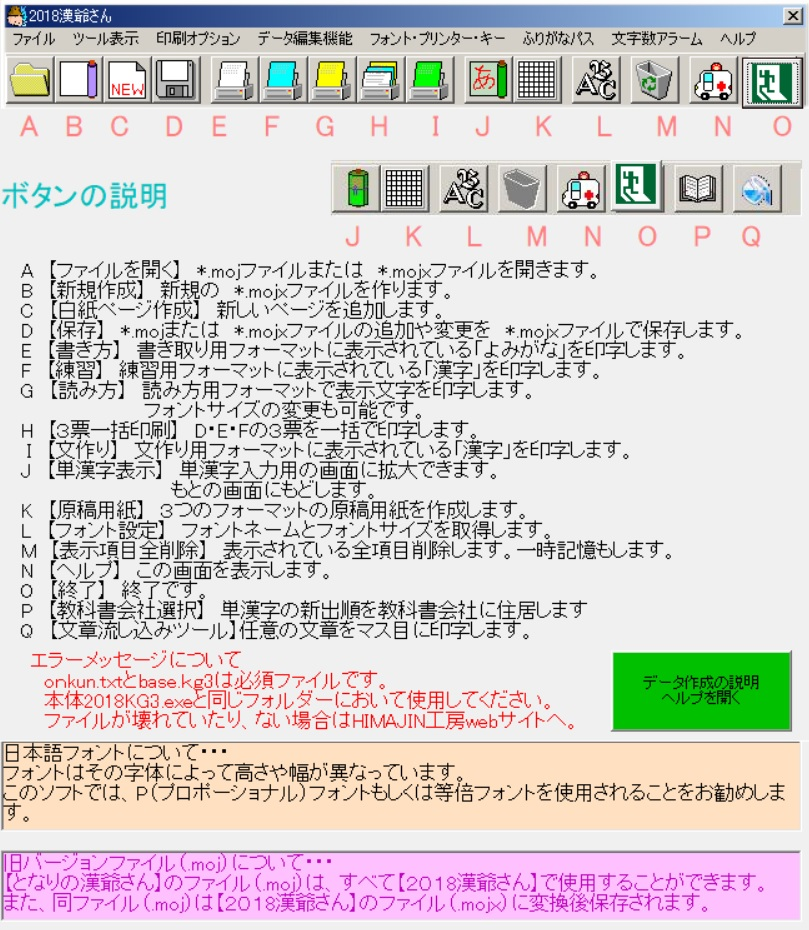 2018漢爺さん
ファイル ツール表示 印刷オプション データ編集機能 フォント・プリンター・キー ふりがなパス 文字数アラーム ヘルプ
NEW あ
A B C D E F G H I J K L M N O
ボタンの説明
J K L M N O P Q
A 【ファイルを開く】 *.mojファイルまたは *.mojxファイルを開きます。
B 【新規作成】 新規の *.mojxファイルを作ります。
C 【白紙ページ作成】 新しいページを追加します。
D 【保存】 *.mojまたは *.mojxファイルの追加や変更を *.mojxファイルで保存します。
E 【書き方】 書き取り用フォーマットに表示されている「よみがな」を印字します。
F 【練習】 練習用フォーマットに表示されている「漢字」を印字します。
G 【読み方】 読み方用フォーマットで表示文字を印字します。
フォントサイズの変更も可能です。
H 【3票一括印刷】 D・E・Fの3票を一括で印字します。
I 【文作り】 文作り用フォーマットに表示されている「漢字」を印字します。
J 【単漢字表示】 単漢字入力用の画面に拡大できます。
もとの画面にもどします。
K 【原稿用紙】 3つのフォーマットの原稿用紙を作成します。
L 【フォント設定】 フォントネームとフォントサイズを取得します。
M 【表示項目全削除】 表示されている全項目削除します。一時記憶もします。
N 【ヘルプ】 この画面を表示します。
O 【終了】 終了です。
P 【教科書会社選択】 単漢字の新出順を教科書会社に住居します
Q 【文章流し込みツール】任意の文章をマス目に印字します。
エラーメッセージについて
onkun.txtとbase.kg3は必須ファイルです。
本体2018KG3.exeと同じフォルダーにおいて使用してください。
ファイルが壊れていたり、ない場合はHIMAJIN工房webサイトへ。
データ作成の説明
ヘルプを開く
日本語フォントについて・・・
フォントはその字体によって高さや幅が異なっています。
このソフトでは、P(プロポーショナル)フォントもしくは等倍フォントを使用されることをお勧めしま
す。
旧バージョンファイル(.moj)について・・・
【となりの漢爺さん】のファイル(.moj)は、すべて【2018漢爺さん】で使用することができます。
また、同ファイル(.moj)は【2018漢爺さん】のファイル(.mojx)に変換後保存されます。